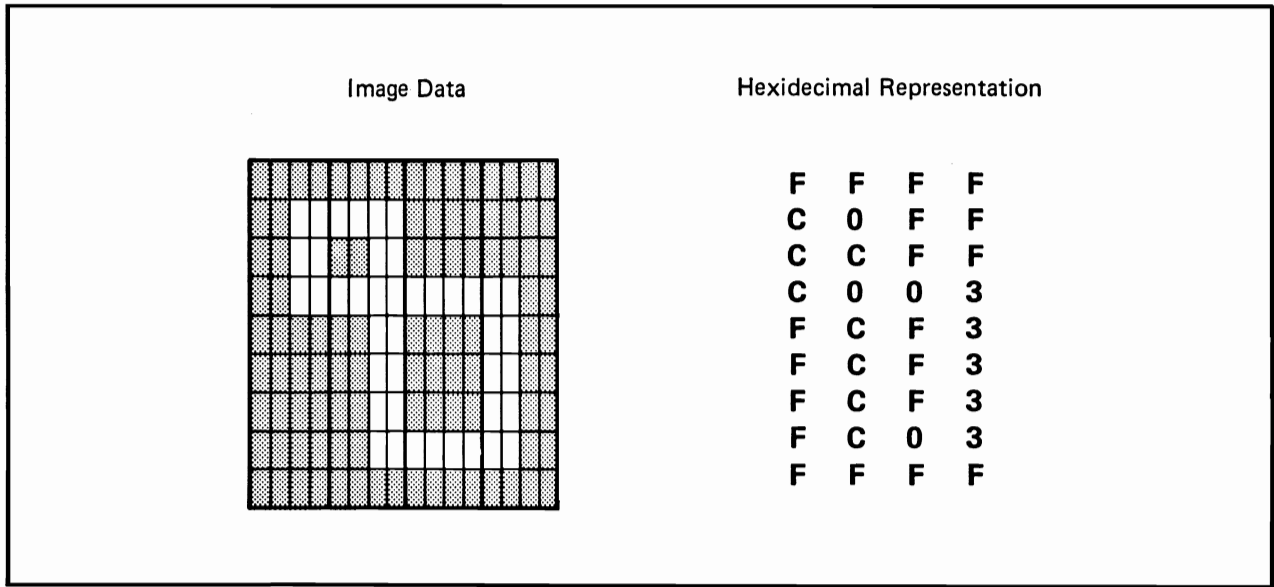 Image Data
Hexidecimal Representation
F F F F
C 0 F F
C C F F
C 0 0 3
F C F 3
F C F 3
F C F 3
F C 0 3
F F F F